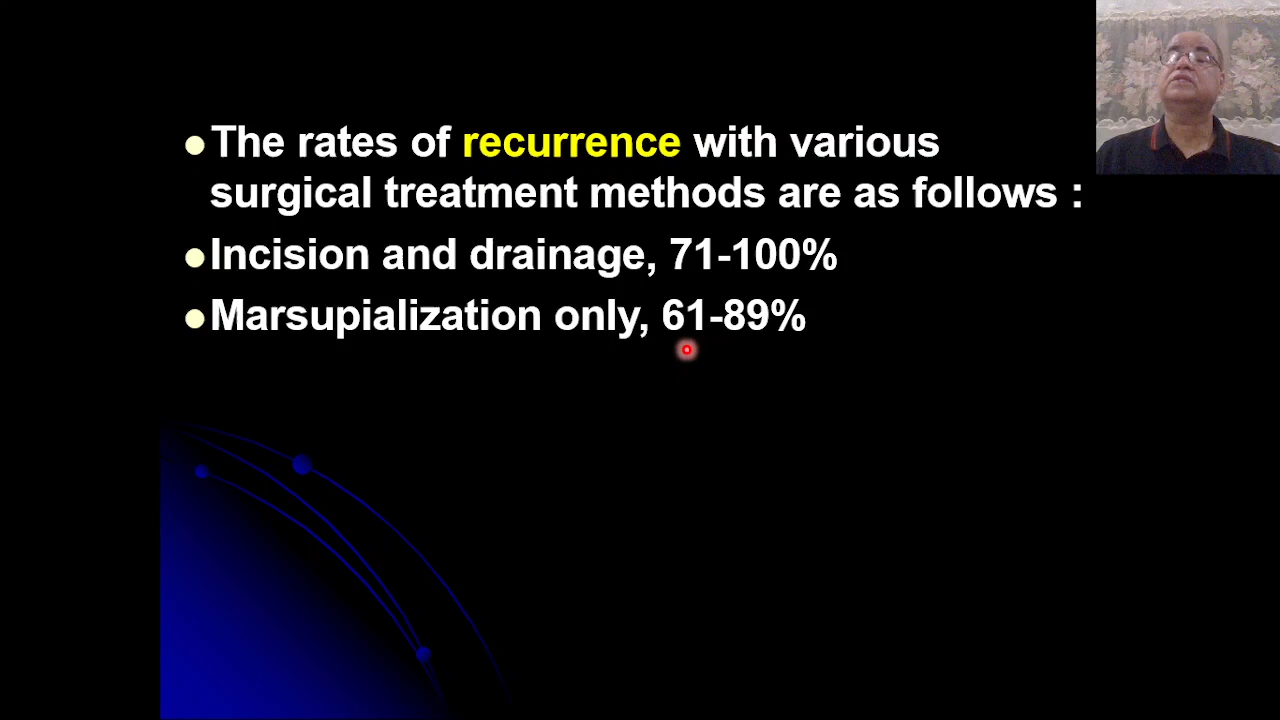 The rates of recurrence with various
surgical treatment methods are as follows :
Incision and drainage, 71-100%
Marsupialization only, 61-89%